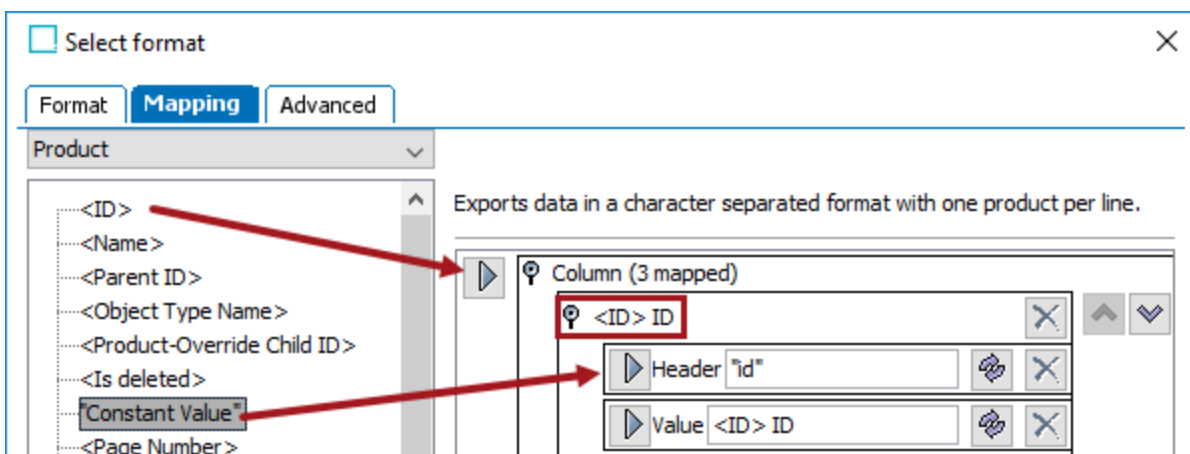 Select format
Format Mapping Advanced
Product
<ID>
<Name>
<Parent ID>
<Object Type Name>
<Product-Override Child ID>
<Is deleted>
"Constant Value"
<Page Number>
Exports data in a character separated format with one product per line.
Column (3 mapped)
<ID> ID
Header "id"
Value <ID> ID